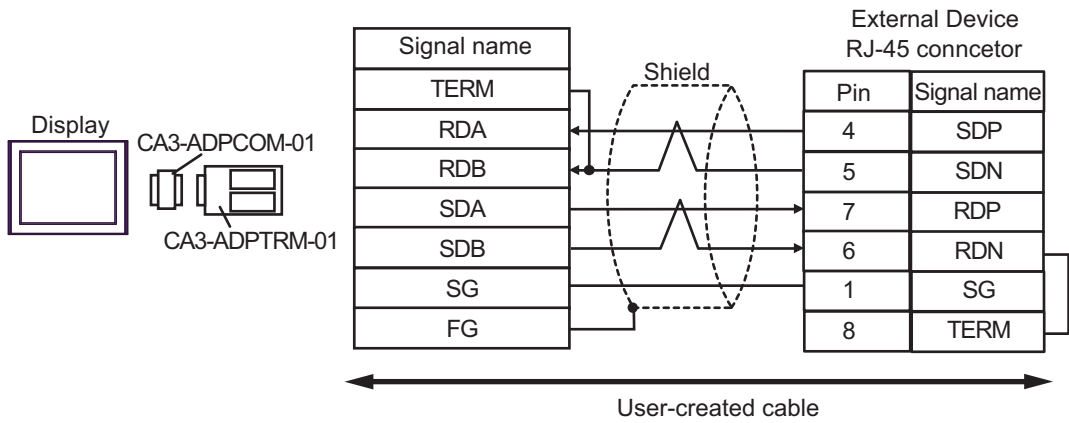 External Device
RJ-45 conncetor
Display
CA3-ADPCOM-01
CA3-ADPTRM-01
Signal name
TERM
RDA
RDB
SDA
SDB
SG
FG
Shield
Pin Signal name
4 SDP
5 SDN
7 RDP
6 RDN
1 SG
8 TERM
User-created cable